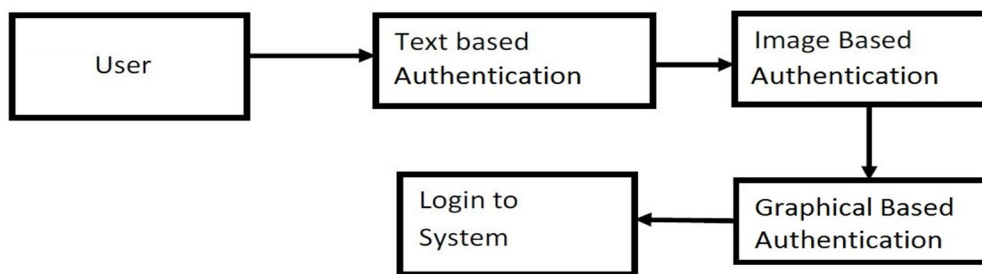 User
Text based
Authentication
Image Based
Authentication
Graphical Based
Authentication
Login to
System